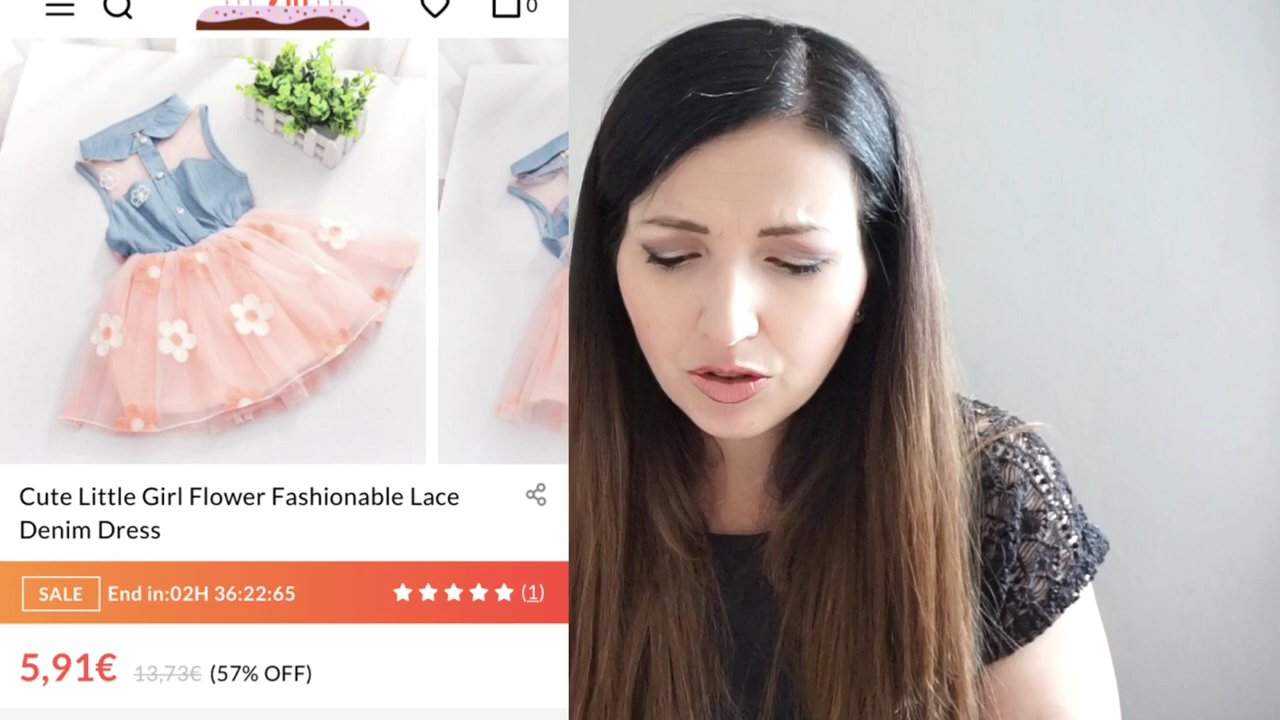 0
Cute Little Girl Flower Fashionable Lace
Denim Dress
SALE End in:02H 36:22:65 (1)
5,91€ 13,73€ (57% OFF)